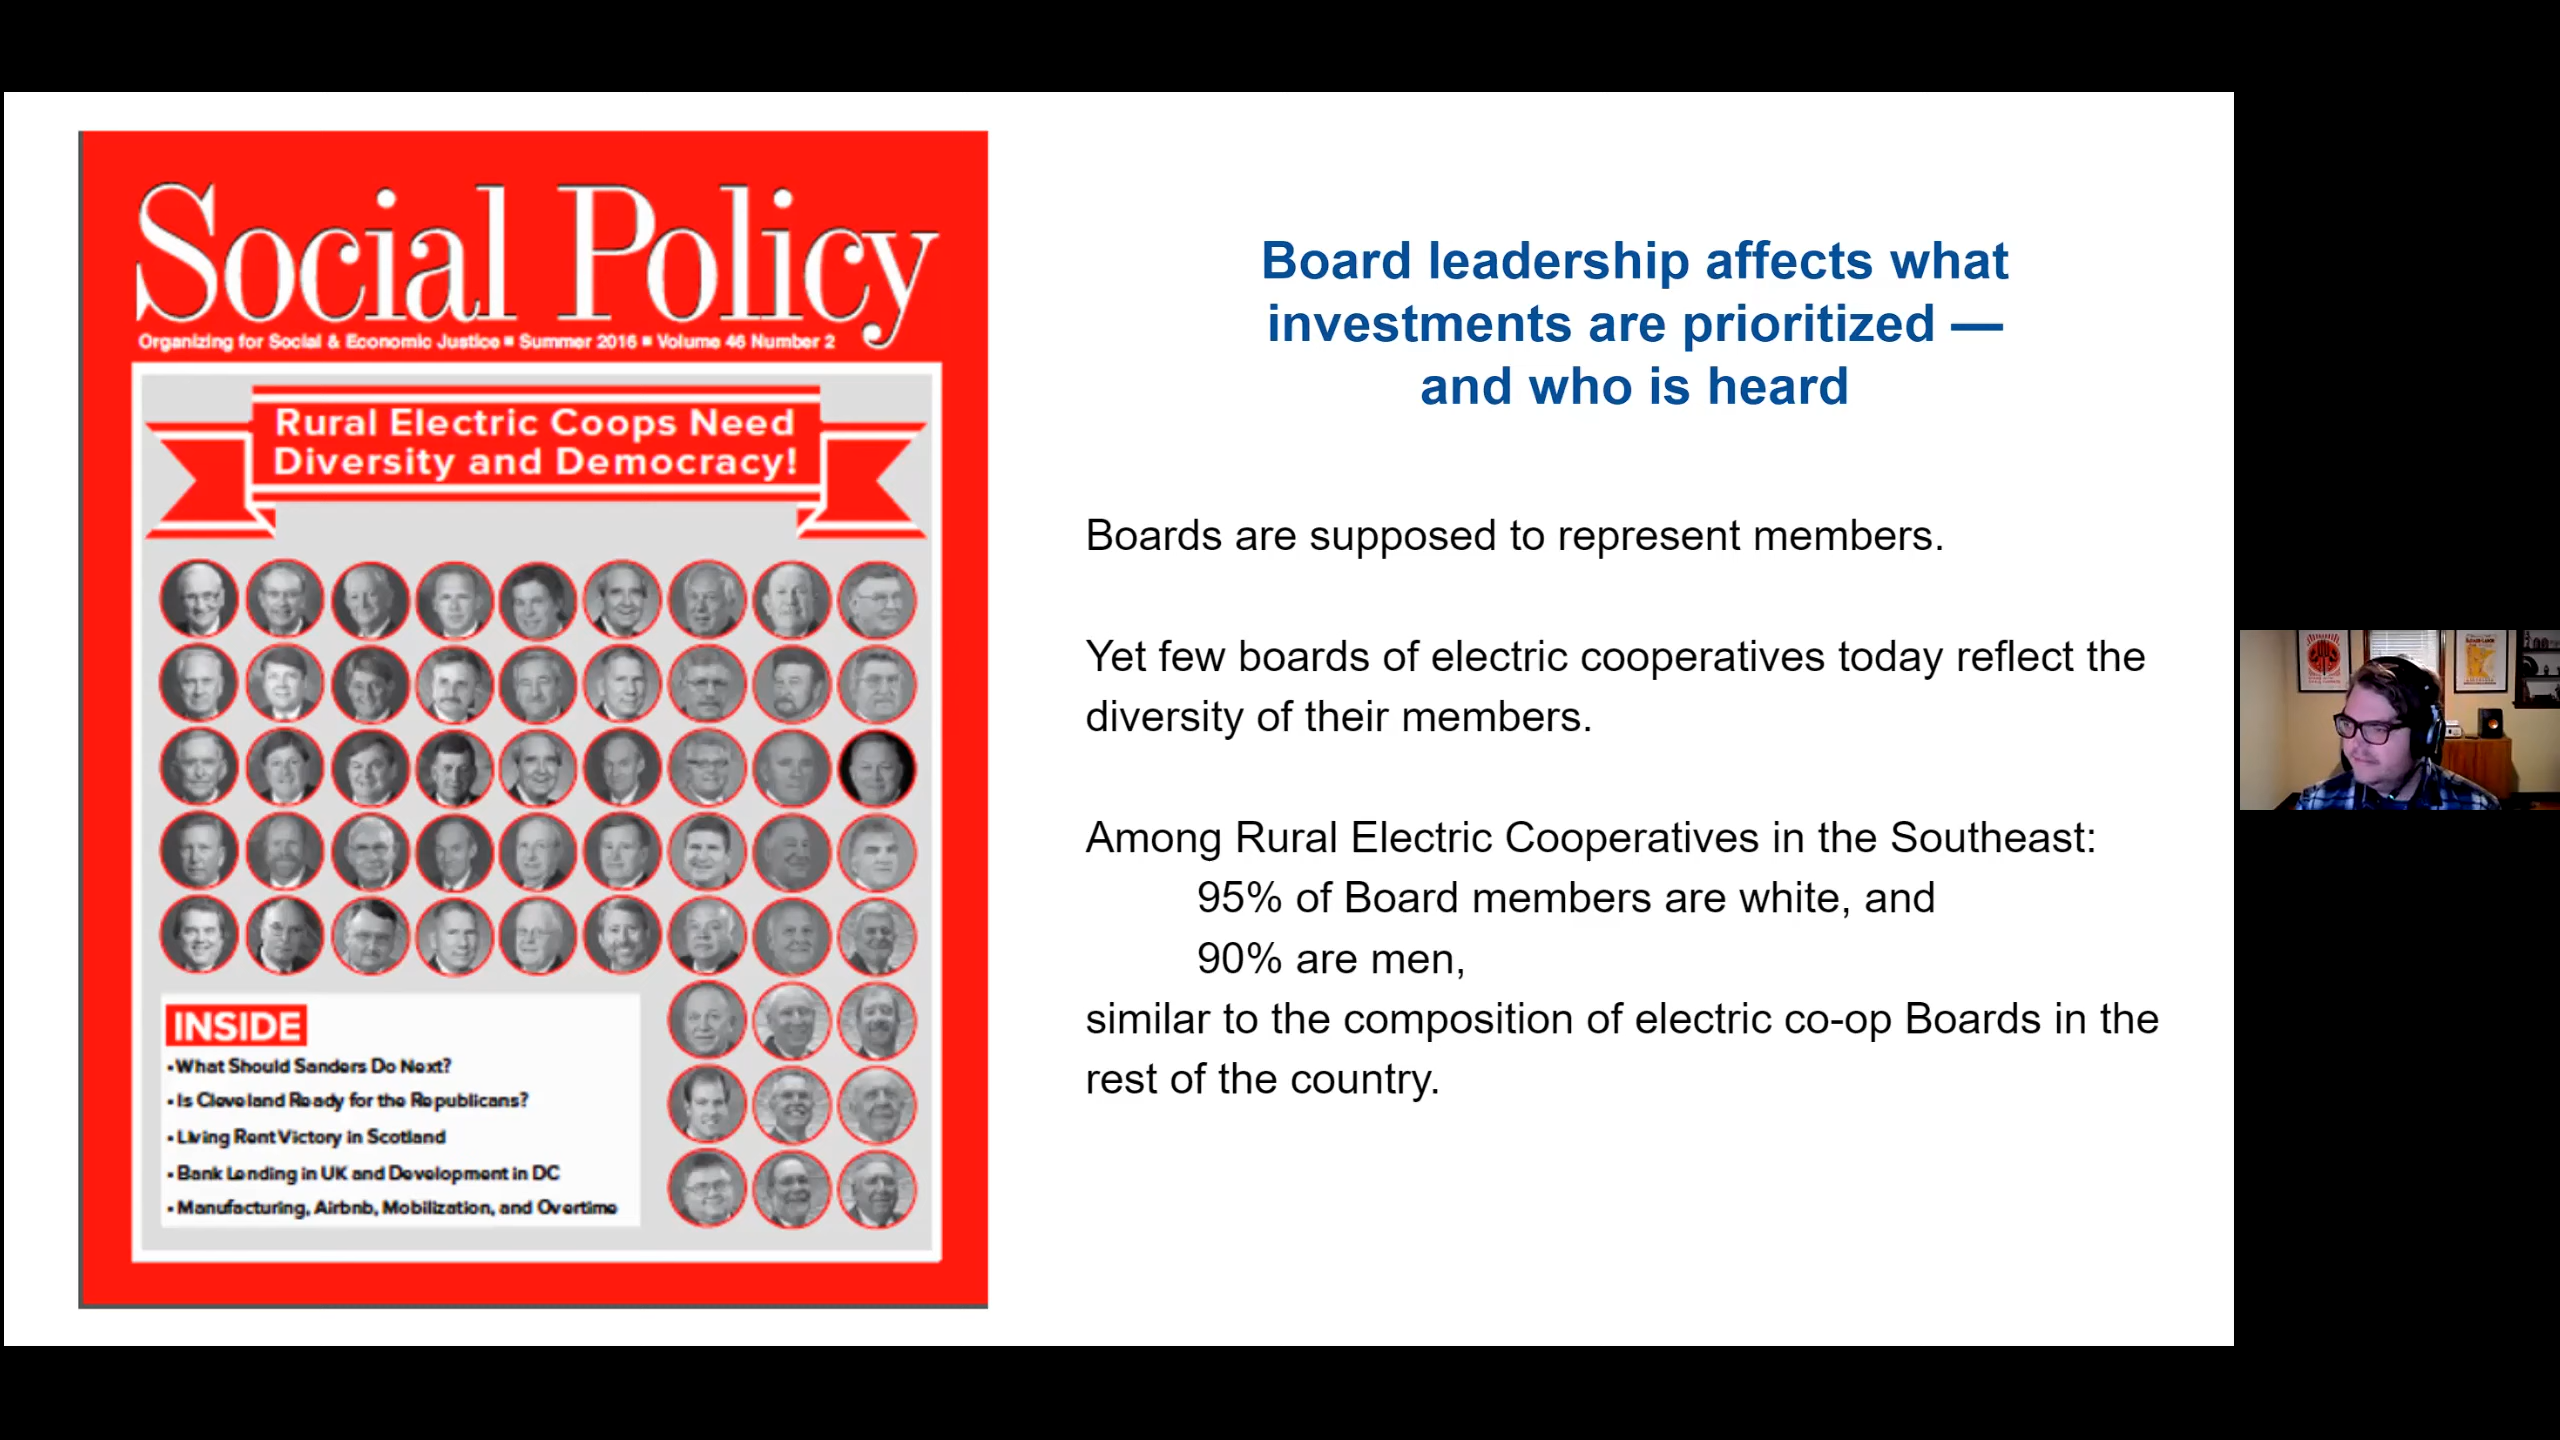 Social Policy
Organizing for Social & Economic Justice ■ Summer 2016 ■ Volume 46 Number 2
Rural Electric Coops Need
Diversity and Democracy!
INSIDE
▪ What Should Sanders Do Next?
▪ Is Cleveland Ready for the Republicans?
▪ Living Rent Victory in Scotland
▪ Bank Lending in UK and Development in DC
▪ Manufacturing, Airbnb, Mobilization, and Overtime
Board leadership affects what
investments are prioritized —
and who is heard
Boards are supposed to represent members.
Yet few boards of electric cooperatives today reflect the
diversity of their members.
Among Rural Electric Cooperatives in the Southeast:
95% of Board members are white, and
90% are men,
similar to the composition of electric co-op Boards in the
rest of the country.